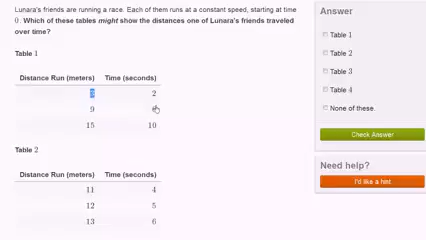 Lunara's friends are running a race. Each of them runs at a constant speed, starting at time
0. Which of these tables might show the distances one of Lunara's friends traveled
over time?
Table 1
Distance Run (meters) Time (seconds)
3 2
9 6
15 10
Table 2
Distance Run (meters) Time (seconds)
11 4
12 5
13 6
Answer
Table 1
Table 2
Table 3
Table 4
None of these.
Check Answer
Need help?
I'd like a hint